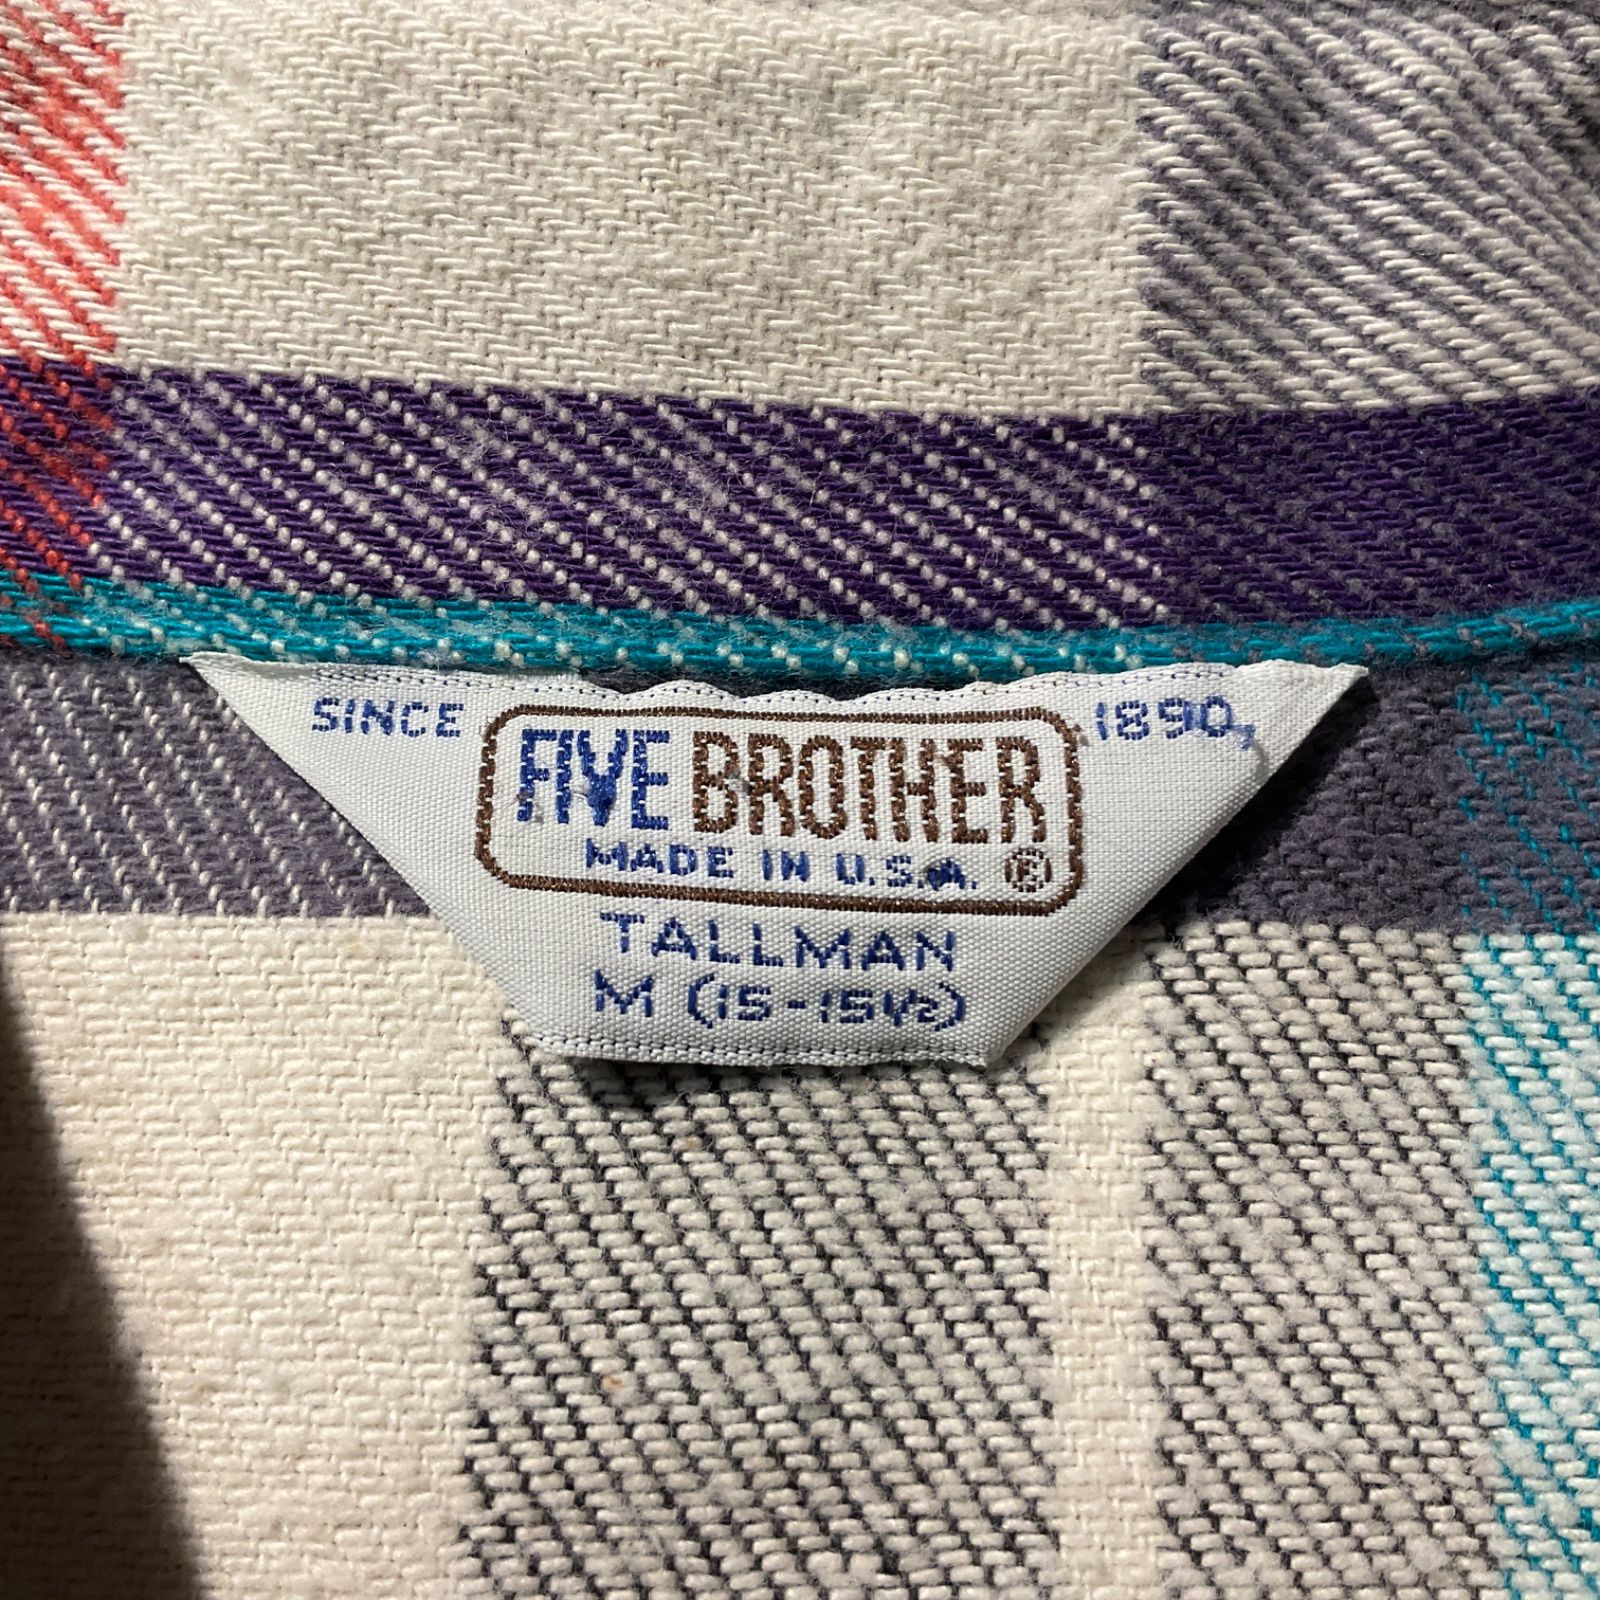 SINCE 1890,
FIVE BROTHER
MADE IN U.S.A. ®
TALLMAN
M (15-15½)